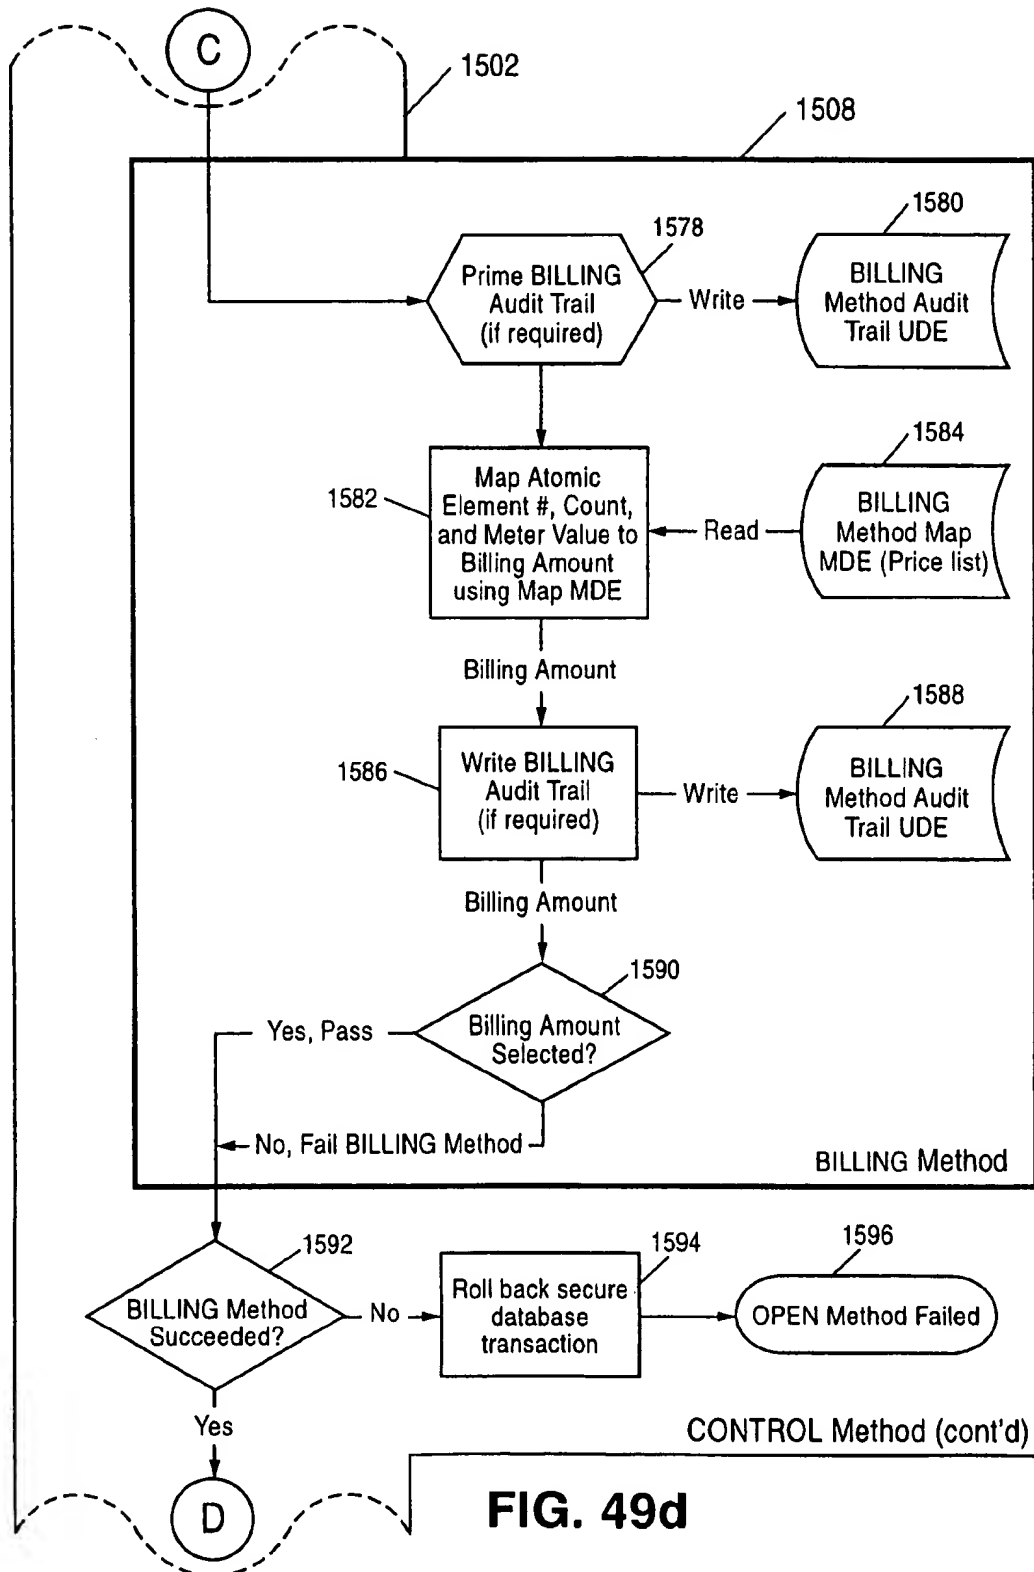 C
1502
1508
1578
1580
Prime BILLING
Audit Trail
(if required)
Write
BILLING
Method Audit
Trail UDE
1582
Map Atomic
Element #, Count,
and Meter Value to
Billing Amount
using Map MDE
Read
1584
BILLING
Method Map
MDE (Price list)
Billing Amount
1586
Write BILLING
Audit Trail
(if required)
Write
1588
BILLING
Method Audit
Trail UDE
Billing Amount
1590
Billing Amount
Selected?
Yes, Pass
No, Fail BILLING Method
BILLING Method
1592
BILLING Method
Succeeded?
No
1594
Roll back secure
database
transaction
1596
OPEN Method Failed
Yes
CONTROL Method (cont'd)
D
FIG. 49d